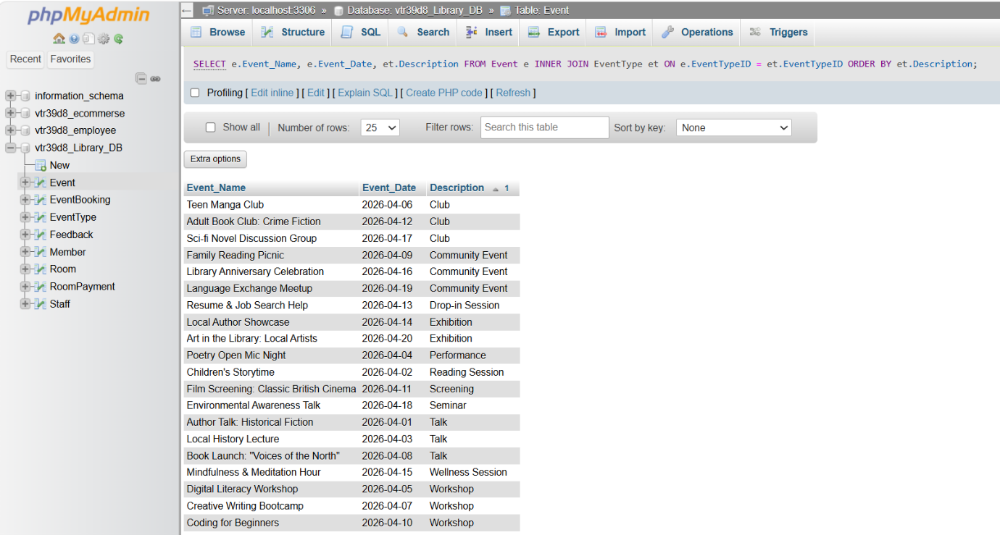 phpMyAdmin
Recent Favorites
information_schema
vtr39d8_ecommerse
vtr39d8_employee
vtr39d8_Library_DB
New
Event
EventBooking
EventType
Feedback
Member
Room
RoomPayment
Staff
Server: localhost:3306 » Database: vtr39d8_Library_DB » Table: Event
Browse Structure SQL Search Insert Export Import Operations Triggers
SELECT e.Event_Name, e.Event_Date, et.Description FROM Event e INNER JOIN EventType et ON e.EventTypeID = et.EventTypeID ORDER BY et.Description;
Profiling [ Edit inline ] [ Edit ] [ Explain SQL ] [ Create PHP code ] [ Refresh ]
Show all | Number of rows: 25 Filter rows: Search this table Sort by key: None
Extra options
Event_Name Event_Date Description 1
Teen Manga Club 2026-04-06 Club
Adult Book Club: Crime Fiction 2026-04-12 Club
Sci-fi Novel Discussion Group 2026-04-17 Club
Family Reading Picnic 2026-04-09 Community Event
Library Anniversary Celebration 2026-04-16 Community Event
Language Exchange Meetup 2026-04-19 Community Event
Resume & Job Search Help 2026-04-13 Drop-in Session
Local Author Showcase 2026-04-14 Exhibition
Art in the Library: Local Artists 2026-04-20 Exhibition
Poetry Open Mic Night 2026-04-04 Performance
Children's Storytime 2026-04-02 Reading Session
Film Screening: Classic British Cinema 2026-04-11 Screening
Environmental Awareness Talk 2026-04-18 Seminar
Author Talk: Historical Fiction 2026-04-01 Talk
Local History Lecture 2026-04-03 Talk
Book Launch: "Voices of the North" 2026-04-08 Talk
Mindfulness & Meditation Hour 2026-04-15 Wellness Session
Digital Literacy Workshop 2026-04-05 Workshop
Creative Writing Bootcamp 2026-04-07 Workshop
Coding for Beginners 2026-04-10 Workshop